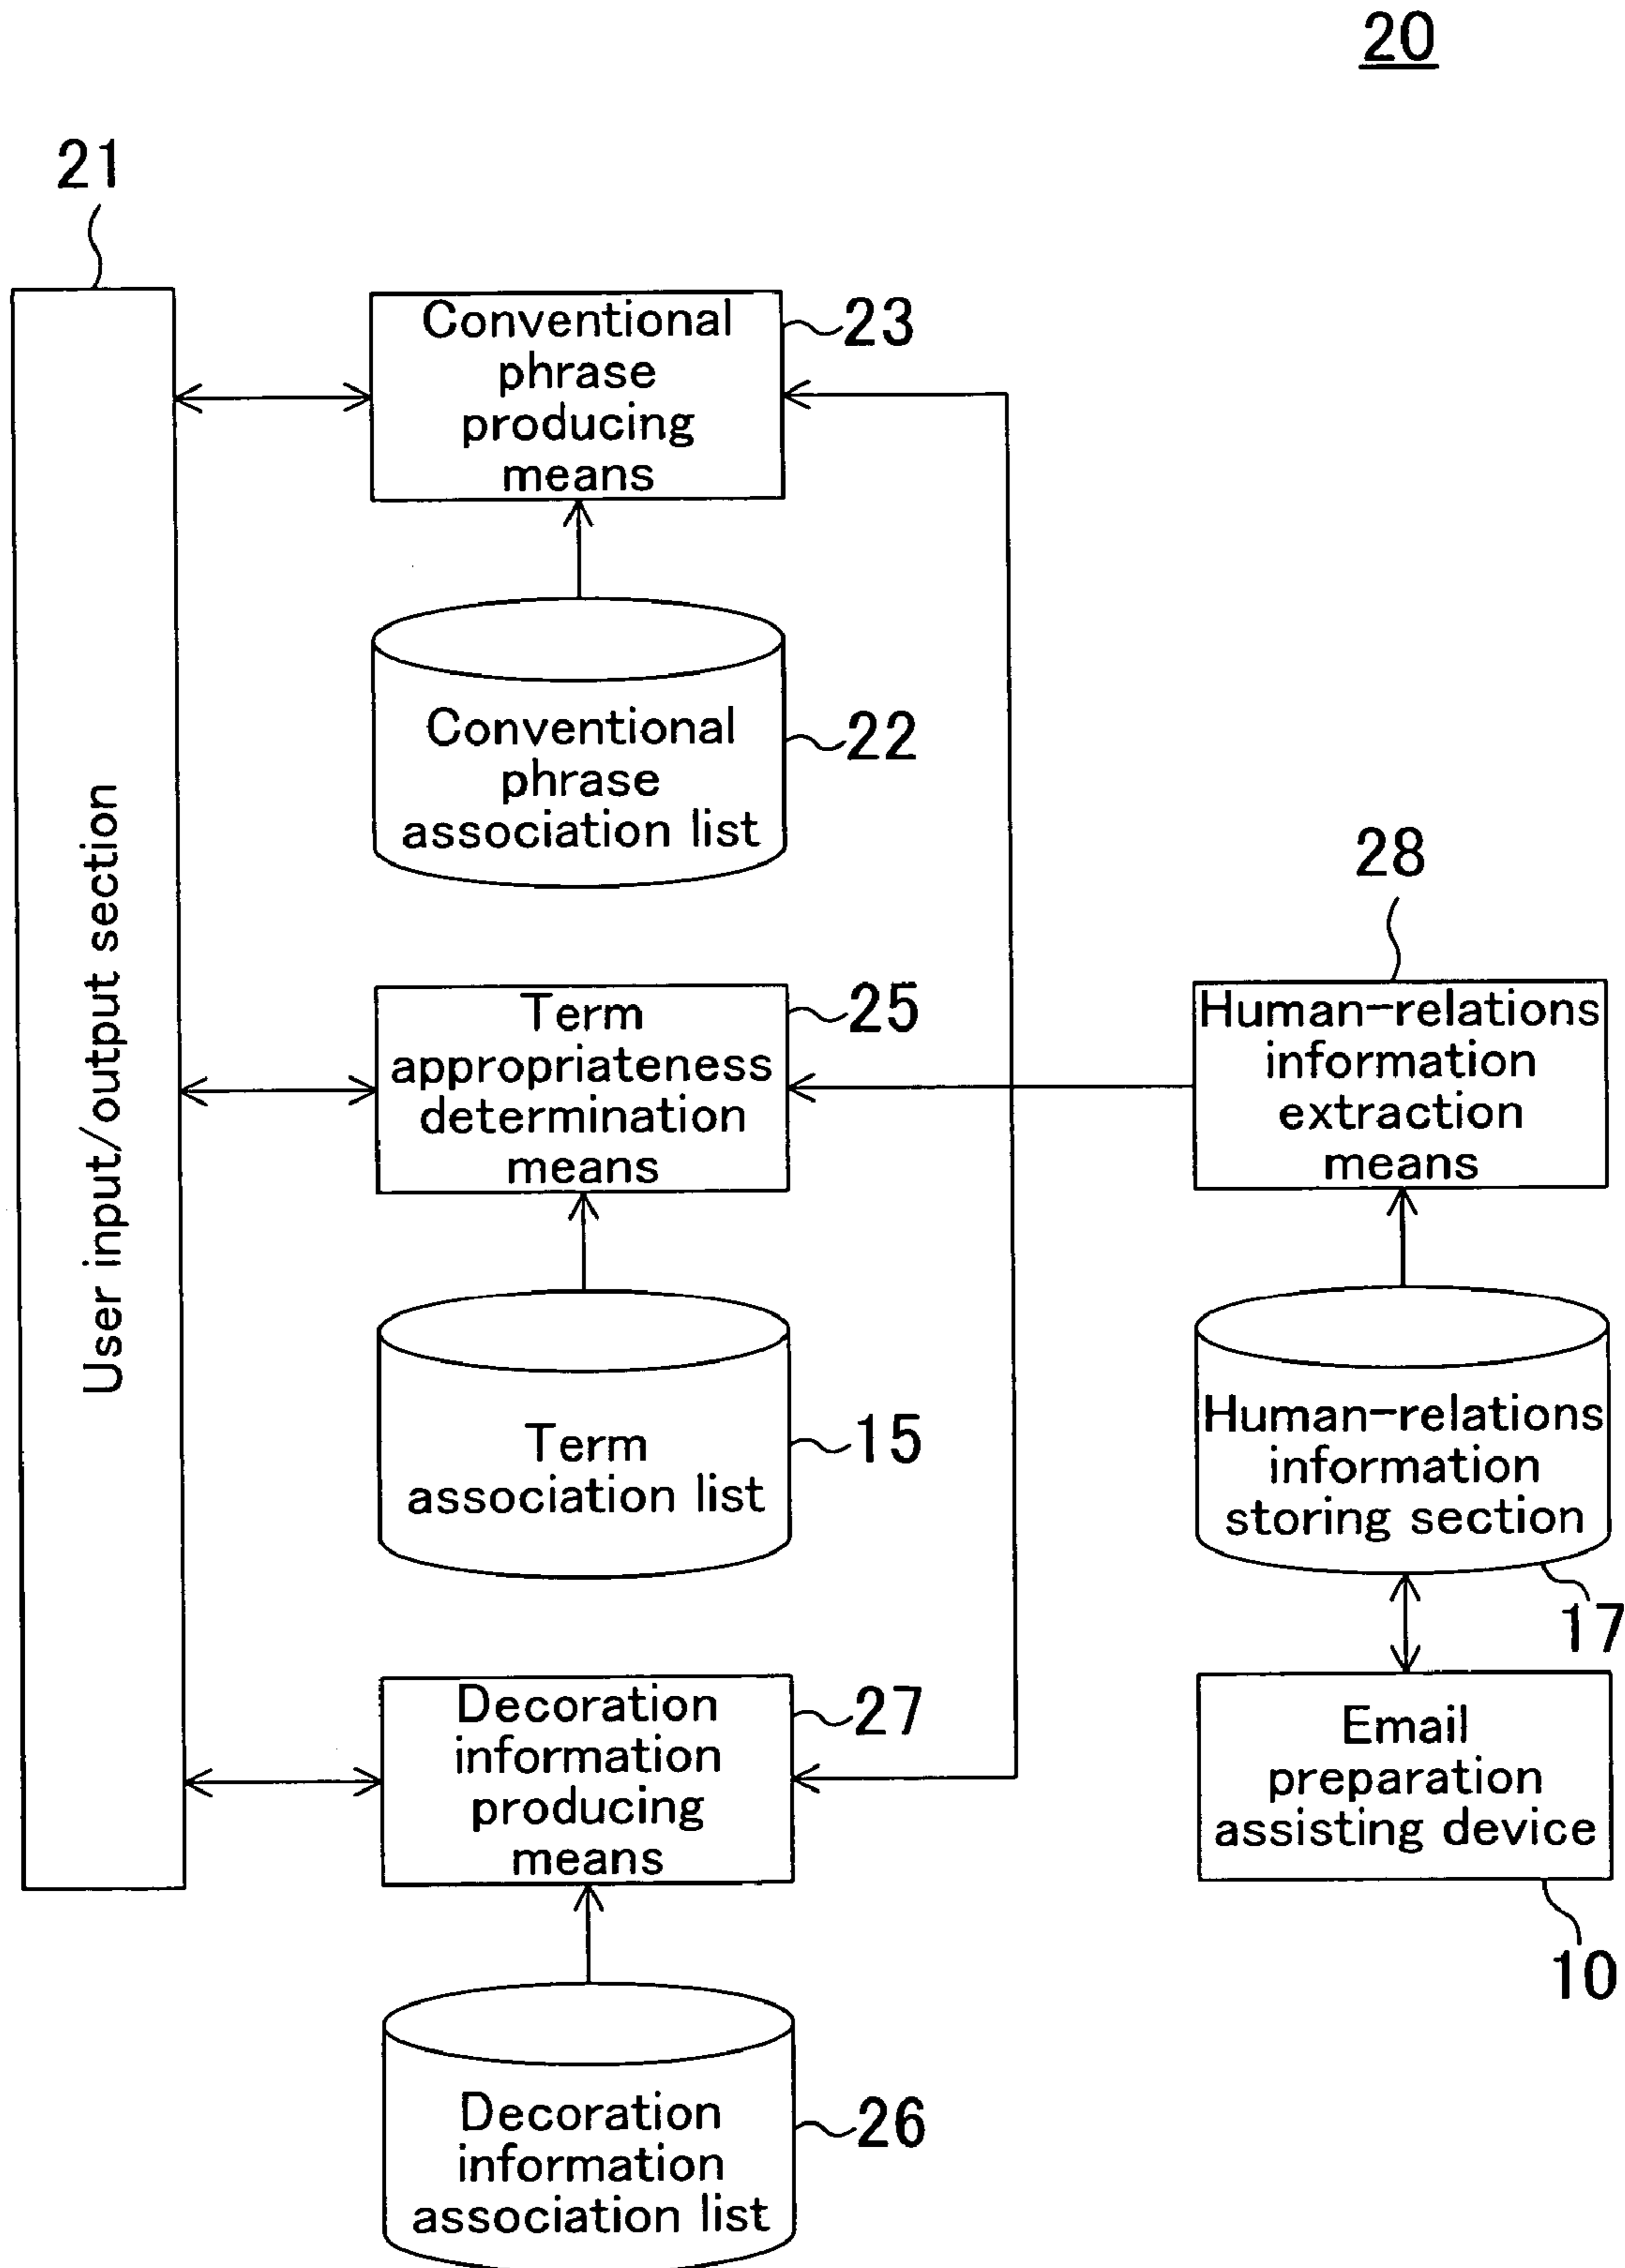 20
21
Conventional
phrase
producing
means
23
Conventional
phrase
association list
22
User input/output section
28
Term
appropriateness
determination
means
25
Human-relations
information
extraction
means
Term
association list
15
Human-relations
information
storing section
17
Decoration
information
producing
means
27
Email
preparation
assisting device
10
Decoration
information
association list
26